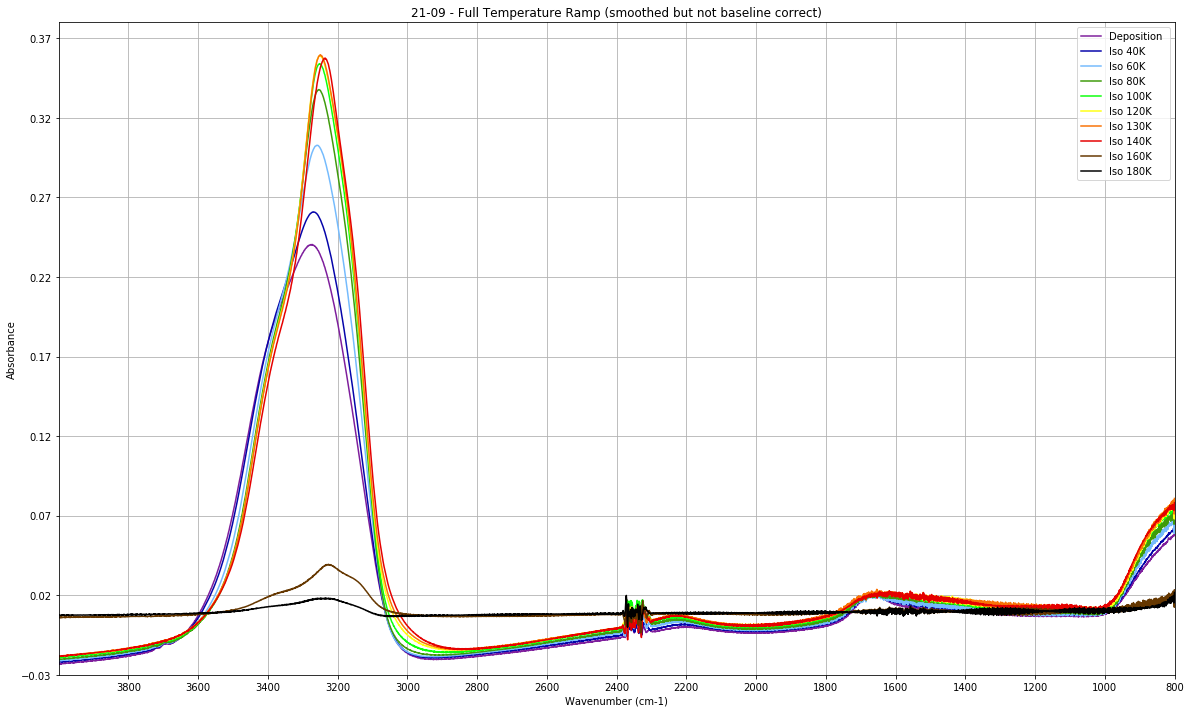 21-09 - Full Temperature Ramp (smoothed but not baseline correct)
Deposition
Iso 40K
Iso 60K
Iso 80K
Iso 100K
Iso 120K
Iso 130K
Iso 140K
Iso 160K
Iso 180K
Absorbance
0.37
0.32
0.27
0.22
0.17
0.12
0.07
0.02
−0.03
3800 3600 3400 3200 3000 2800 2600 2400 2200 2000 1800 1600 1400 1200 1000 800
Wavenumber (cm-1)